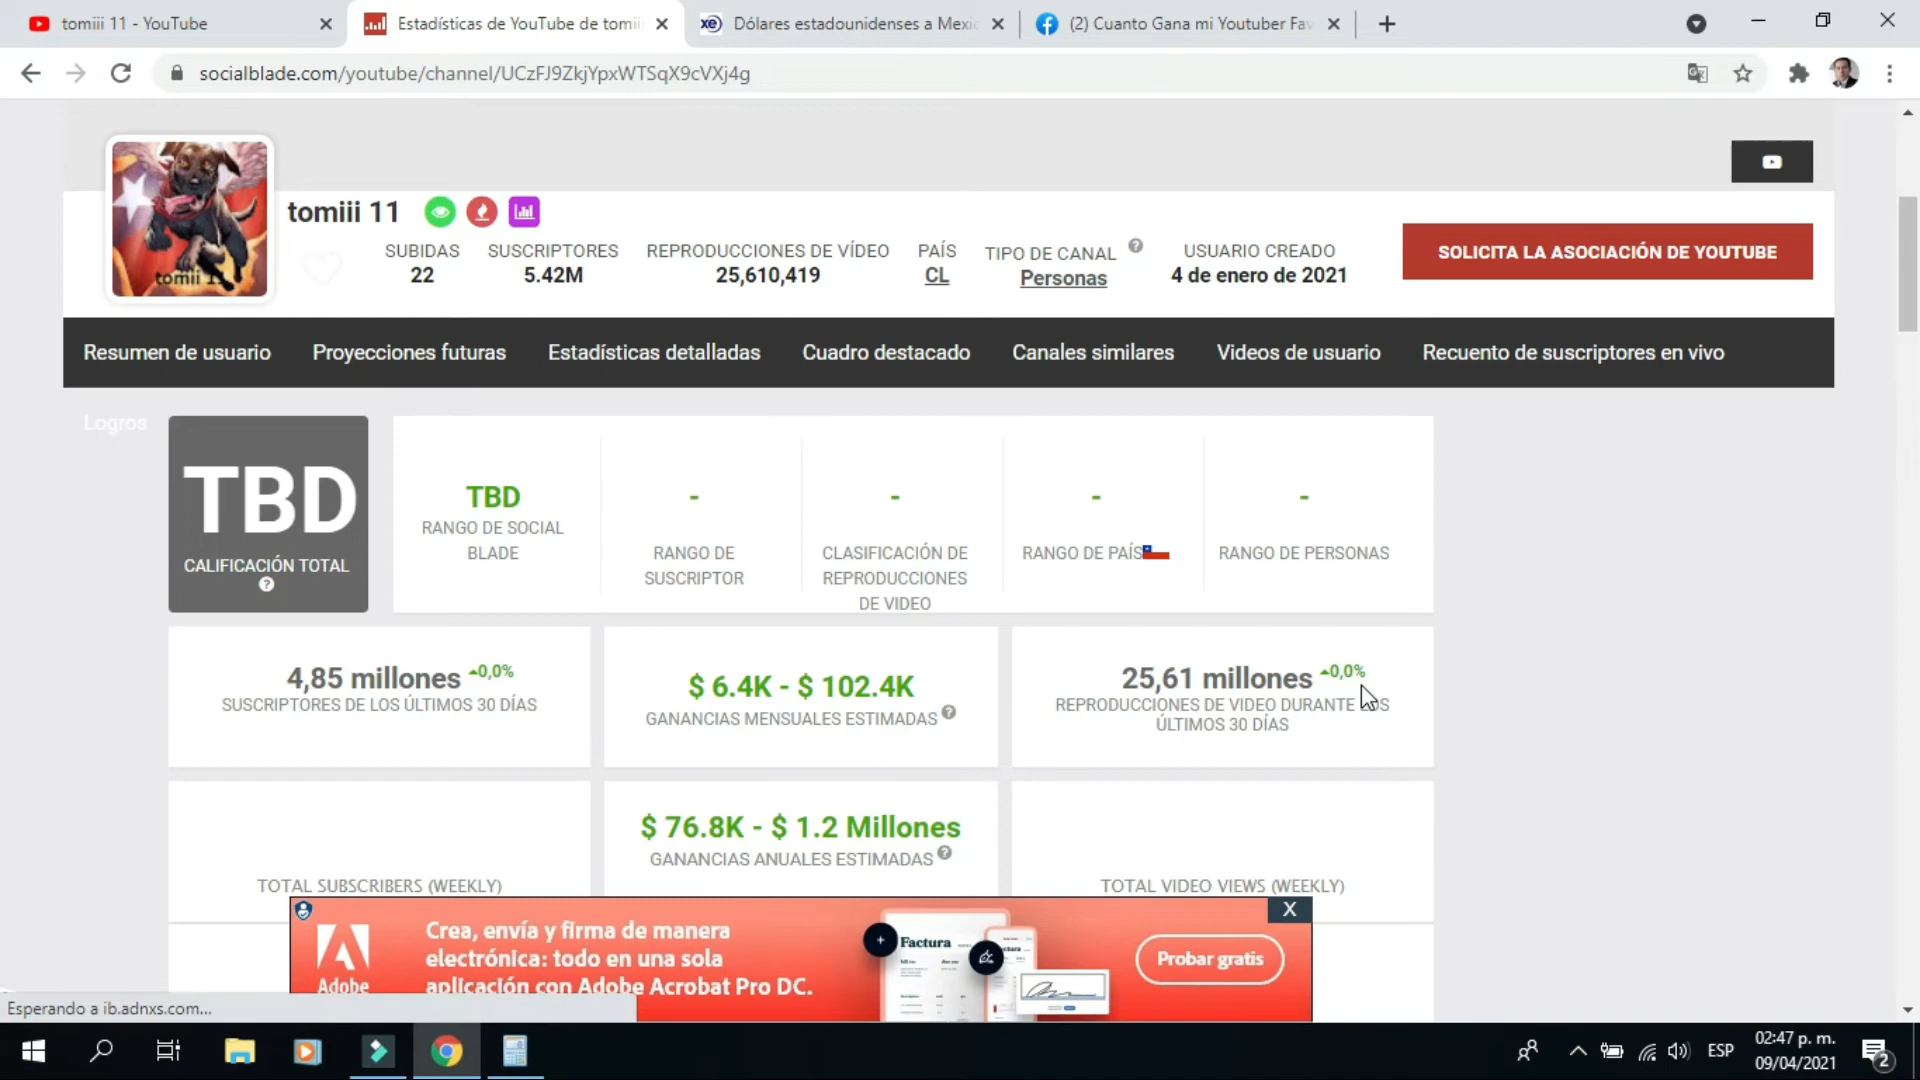 tomiii 11 - YouTube
Estadísticas de YouTube de tomii
Dólares estadounidenses a Mexic
(2) Cuanto Gana mi Youtuber Fav
socialblade.com/youtube/channel/UCzFJ9ZkjYpxWTSqX9cVXj4g
tomii 11
tomiii 11
SUBIDAS
22
SUSCRIPTORES
5.42M
REPRODUCCIONES DE VÍDEO
25,610,419
PAÍS
CL
TIPO DE CANAL
Personas
USUARIO CREADO
4 de enero de 2021
SOLICITA LA ASOCIACIÓN DE YOUTUBE
Resumen de usuario
Proyecciones futuras
Estadísticas detalladas
Cuadro destacado
Canales similares
Videos de usuario
Recuento de suscriptores en vivo
Logros
TBD
CALIFICACIÓN TOTAL
TBD
RANGO DE SOCIAL
BLADE
-
RANGO DE
SUSCRIPTOR
-
CLASIFICACIÓN DE
REPRODUCCIONES
DE VIDEO
-
RANGO DE PAÍS
-
RANGO DE PERSONAS
4,85 millones 0,0%
SUSCRIPTORES DE LOS ÚLTIMOS 30 DÍAS
$ 6.4K - $ 102.4K
GANANCIAS MENSUALES ESTIMADAS
25,61 millones 0,0%
REPRODUCCIONES DE VIDEO DURANTE LOS
ÚLTIMOS 30 DÍAS
TOTAL SUBSCRIBERS (WEEKLY)
$ 76.8K - $ 1.2 Millones
GANANCIAS ANUALES ESTIMADAS
TOTAL VIDEO VIEWS (WEEKLY)
Adobe
Crea, envía y firma de manera
electrónica: todo en una sola
aplicación con Adobe Acrobat Pro DC.
Factura
Probar gratis
X
Esperando a ib.adnxs.com...
ESP
02:47 p. m.
09/04/2021
2